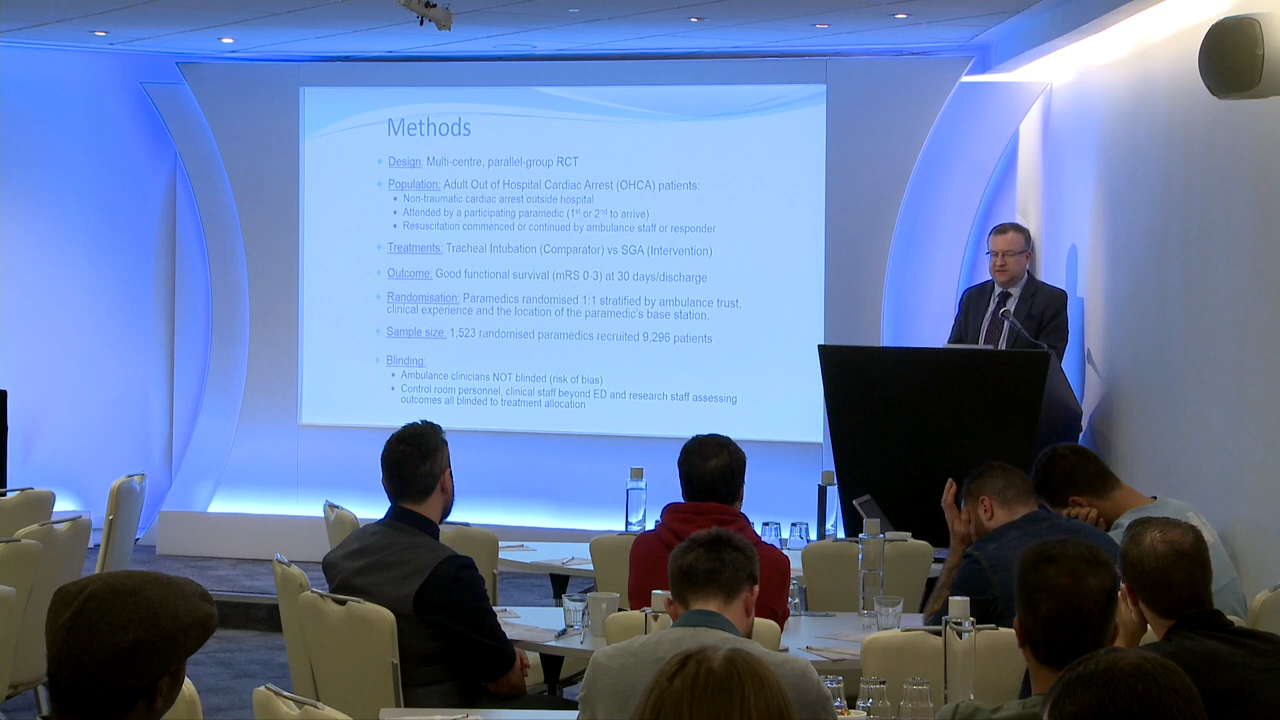 Methods
Design: Multi-centre, parallel-group RCT
Population: Adult Out of Hospital Cardiac Arrest (OHCA) patients:
Non-traumatic cardiac arrest outside hospital
Attended by a participating paramedic (1st or 2nd to arrive)
Resuscitation commenced or continued by ambulance staff or responder
Treatments: Tracheal Intubation (Comparator) vs SGA (Intervention)
Outcome: Good functional survival (mRS 0-3) at 30 days/discharge
Randomisation: Paramedics randomised 1:1 stratified by ambulance trust,
clinical experience and the location of the paramedic's base station.
Sample size: 1,523 randomised paramedics recruited 9,296 patients
Blinding:
Ambulance clinicians NOT blinded (risk of bias)
Control room personnel, clinical staff beyond ED and research staff assessing
outcomes all blinded to treatment allocation